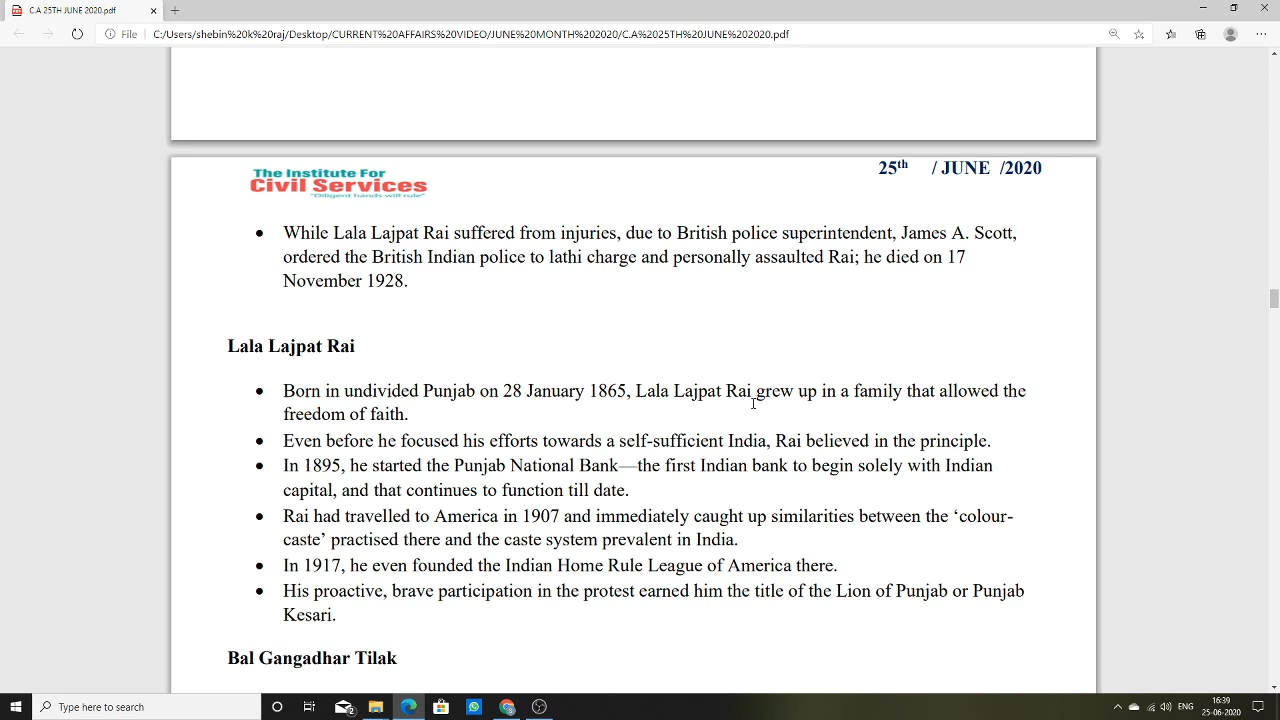 C.A 25TH JUNE 2020.pdf
File
C:/Users/shebin%20k%20raj/Desktop/CURRENT%20AFFAIRS%20VIDEO/JUNE%20MONTH%202020/C.A%2025TH%20JUNE%202020.pdf
The Institute For
Civil Services
"Diligent hands will rule"
25th / JUNE /2020
• While Lala Lajpat Rai suffered from injuries, due to British police superintendent, James A. Scott,
ordered the British Indian police to lathi charge and personally assaulted Rai; he died on 17
November 1928.
Lala Lajpat Rai
• Born in undivided Punjab on 28 January 1865, Lala Lajpat Rai grew up in a family that allowed the
freedom of faith.
• Even before he focused his efforts towards a self-sufficient India, Rai believed in the principle.
• In 1895, he started the Punjab National Bank—the first Indian bank to begin solely with Indian
capital, and that continues to function till date.
• Rai had travelled to America in 1907 and immediately caught up similarities between the ‘colour-
caste’ practised there and the caste system prevalent in India.
• In 1917, he even founded the Indian Home Rule League of America there.
• His proactive, brave participation in the protest earned him the title of the Lion of Punjab or Punjab
Kesari.
Bal Gangadhar Tilak
Type here to search
2
ENG
16:39
25-06-2020